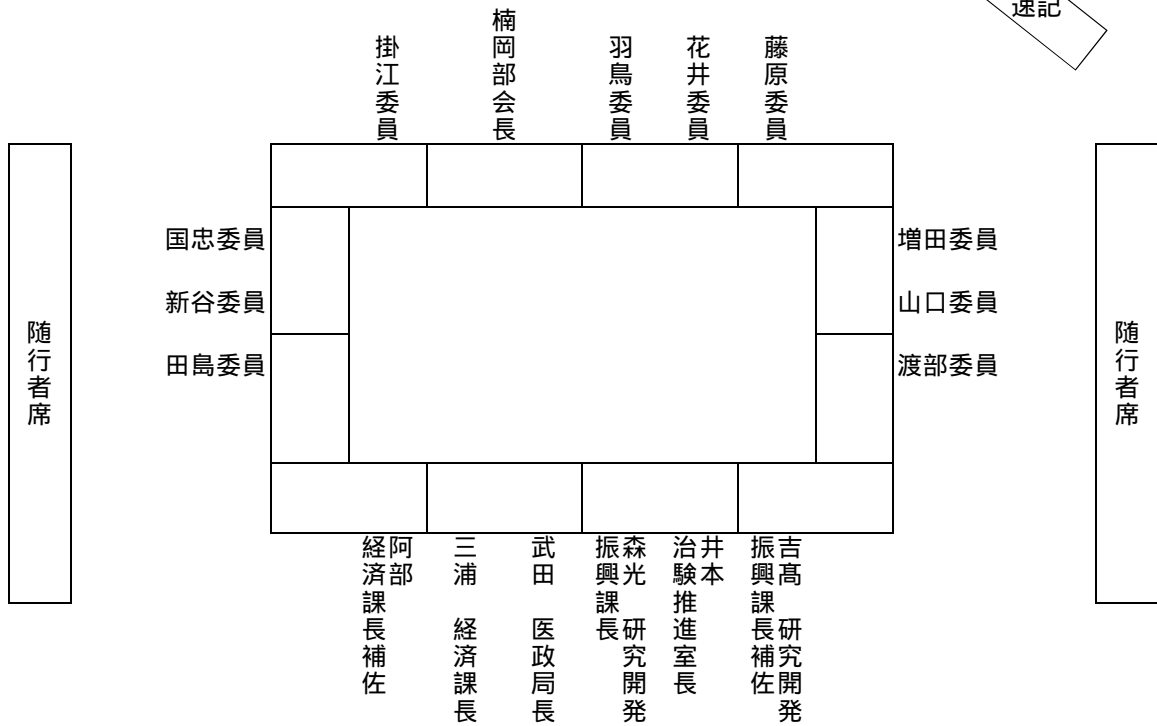 速記
掛江委員
楠岡部会長
羽鳥委員
花井委員
藤原委員
国忠委員
新谷委員
田島委員
増田委員
山口委員
渡部委員
随行者席
随行者席
阿部
経済課長補佐
三浦 経済課長
武田 医政局長
森光 研究開発
振興課長
井本
治験推進室長
吉髙 研究開発
振興課長補佐